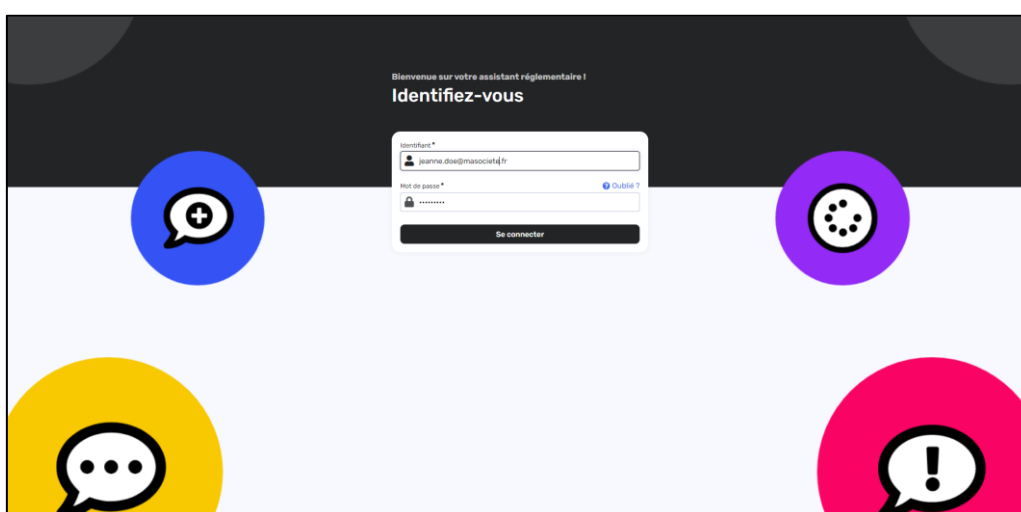 Bienvenue sur votre assistant réglementaire !
Identifiez-vous
Identifiant *
jeanne.doe@masociete.fr
Mot de passe * Oublié ?
•••••••••
Se connecter